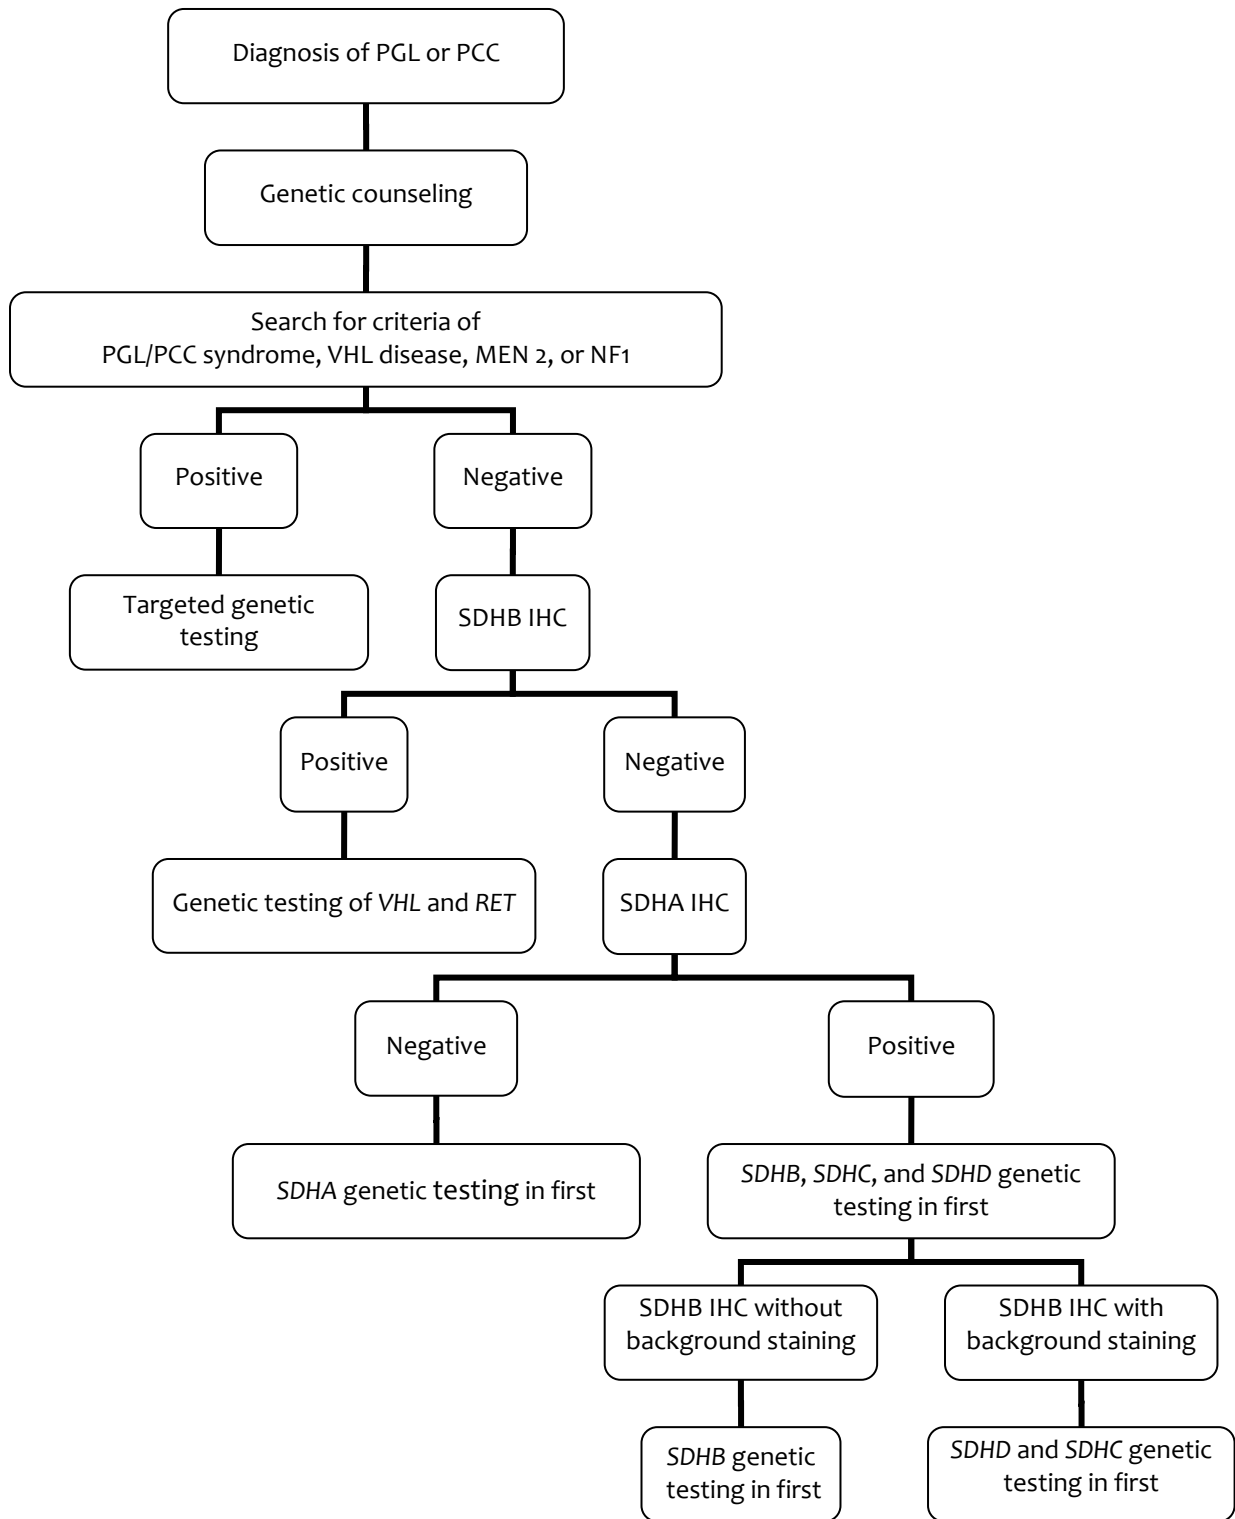 Diagnosis of PGL or PCC
Genetic counseling
Search for criteria of
PGL/PCC syndrome, VHL disease, MEN 2, or NF1
Positive
Negative
Targeted genetic
testing
SDHB IHC
Positive
Negative
Genetic testing of VHL and RET
SDHA IHC
Negative
Positive
SDHA genetic testing in first
SDHB, SDHC, and SDHD genetic
testing in first
SDHB IHC without
background staining
SDHB IHC with
background staining
SDHB genetic
testing in first
SDHD and SDHC genetic
testing in first